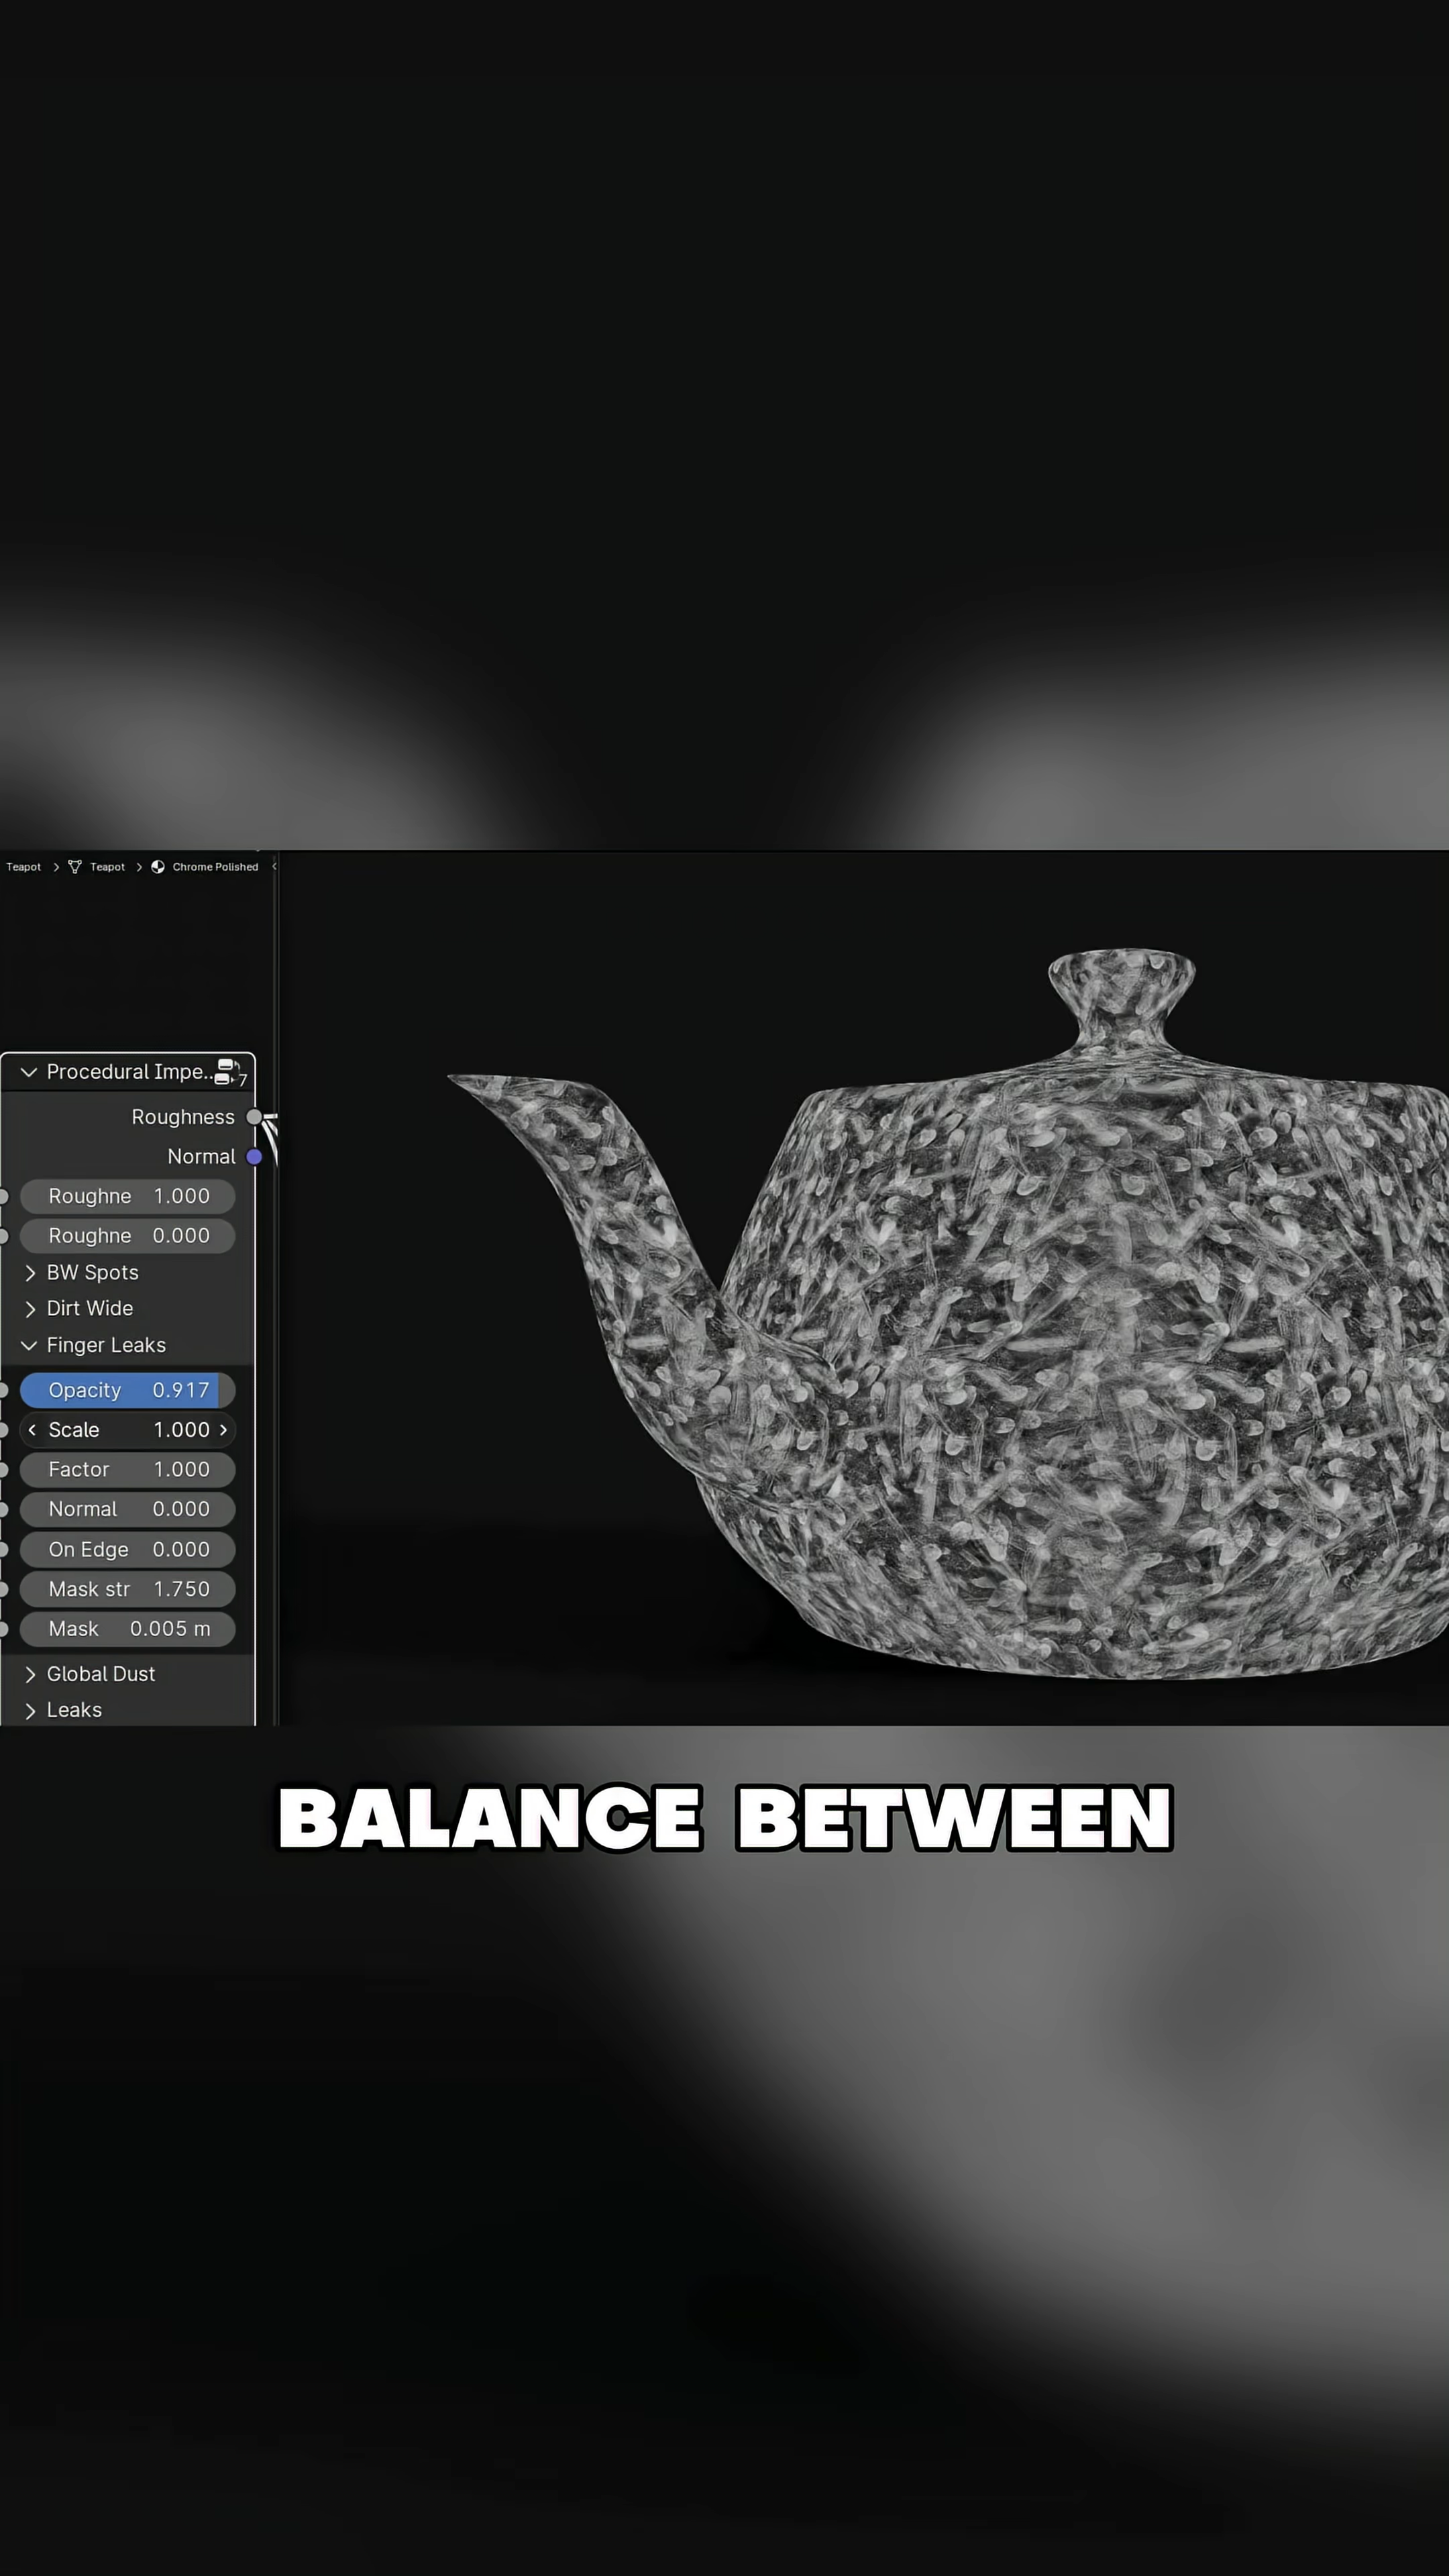 Teapot > Teapot > Chrome Polished
Procedural Impe.. 7
Roughness
Normal
Roughne 1.000
Roughne 0.000
BW Spots
Dirt Wide
Finger Leaks
Opacity 0.917
Scale 1.000
Factor 1.000
Normal 0.000
On Edge 0.000
Mask str 1.750
Mask 0.005 m
Global Dust
Leaks
BALANCE BETWEEN